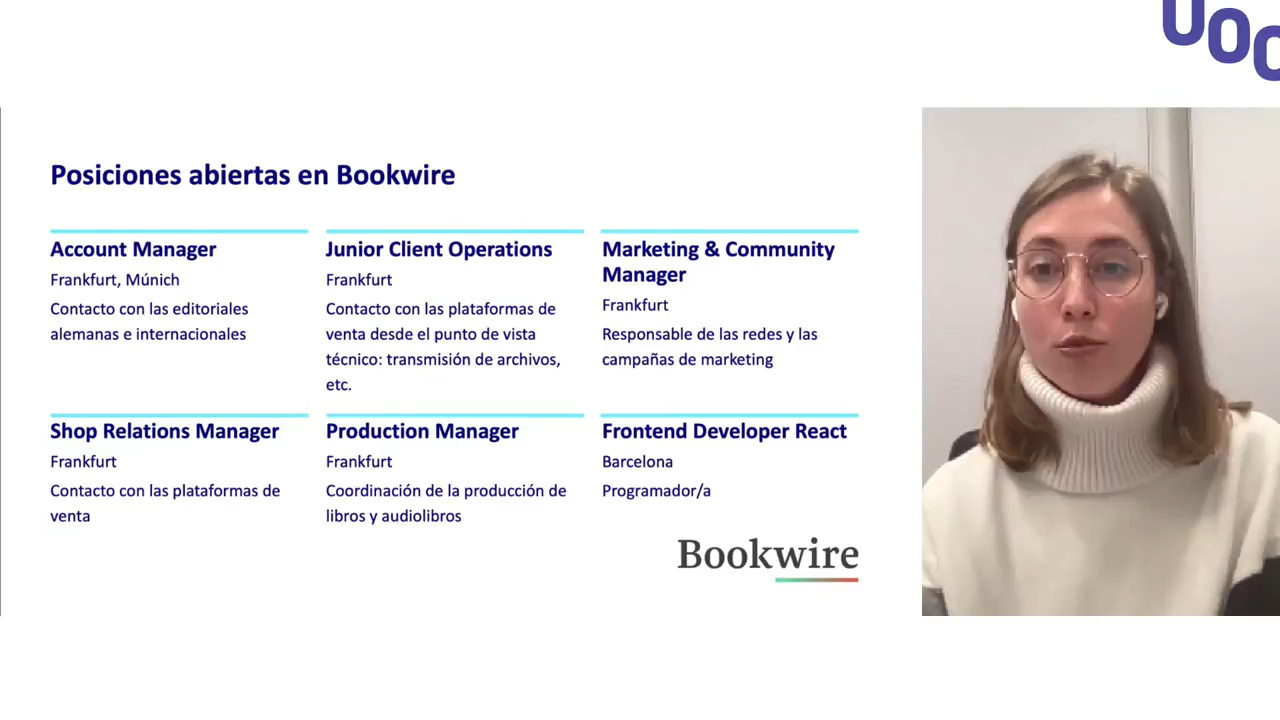 UOC
Posiciones abiertas en Bookwire
Account Manager
Frankfurt, Múnich
Contacto con las editoriales
alemanas e internacionales
Junior Client Operations
Frankfurt
Contacto con las plataformas de
venta desde el punto de vista
técnico: transmisión de archivos,
etc.
Marketing & Community
Manager
Frankfurt
Responsable de las redes y las
campañas de marketing
Shop Relations Manager
Frankfurt
Contacto con las plataformas de
venta
Production Manager
Frankfurt
Coordinación de la producción de
libros y audiolibros
Frontend Developer React
Barcelona
Programador/a
Bookwire